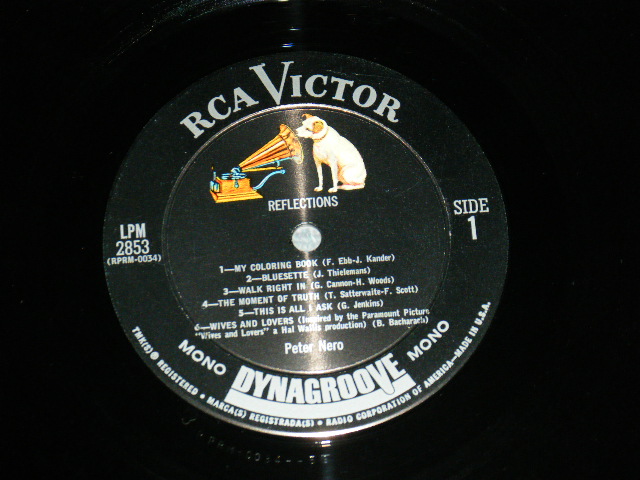 RCA VICTOR
REFLECTIONS
LPM
2853
(RPRM-0034)
SIDE
1
1—MY COLORING BOOK (F. Ebb-J. Kander)
2—BLUESETTE (J. Thielemans)
3—WALK RIGHT IN (G. Cannon-H. Woods)
4—THE MOMENT OF TRUTH (T. Satterwaite-F. Scott)
5—THIS IS ALL I ASK (G. Jenkins)
6—WIVES AND LOVERS (Inspired by the Paramount Picture
"Wives and Lovers" a Hal Wallis production) (B. Bacharach)
Peter Nero
MONO
DYNAGROOVE
MONO
TMK(S) ® REGISTERED • MARCA(S) REGISTRADA(S) • RADIO CORPORATION OF AMERICA—MADE IN U.S.A.